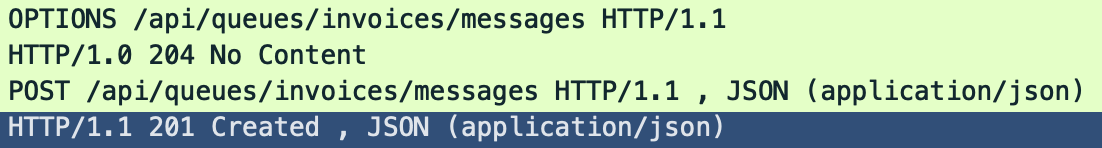 OPTIONS /api/queues/invoices/messages HTTP/1.1
HTTP/1.0 204 No Content
POST /api/queues/invoices/messages HTTP/1.1 , JSON (application/json)
HTTP/1.1 201 Created , JSON (application/json)